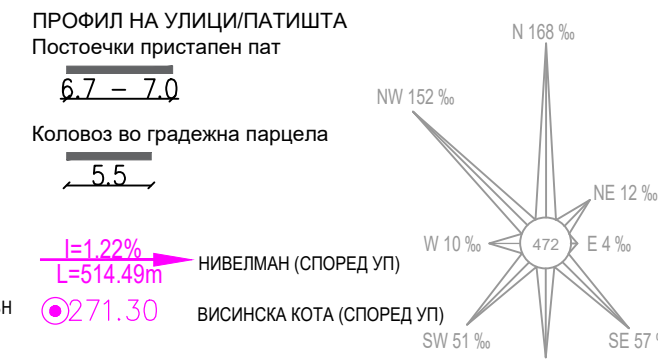 ПРОФИЛ НА УЛИЦИ/ПАТИШТА
Постоечки пристапен пат
6.7 – 7.0
Коловоз во градежна парцела
5.5
I=1.22%
L=514.49m
НИВЕЛМАН (СПОРЕД УП)
271.30
ВИСИНСКА КОТА (СПОРЕД УП)
N 168 ‰
NW 152 ‰
NE 12 ‰
W 10 ‰
472
E 4 ‰
SW 51 ‰
SE 57